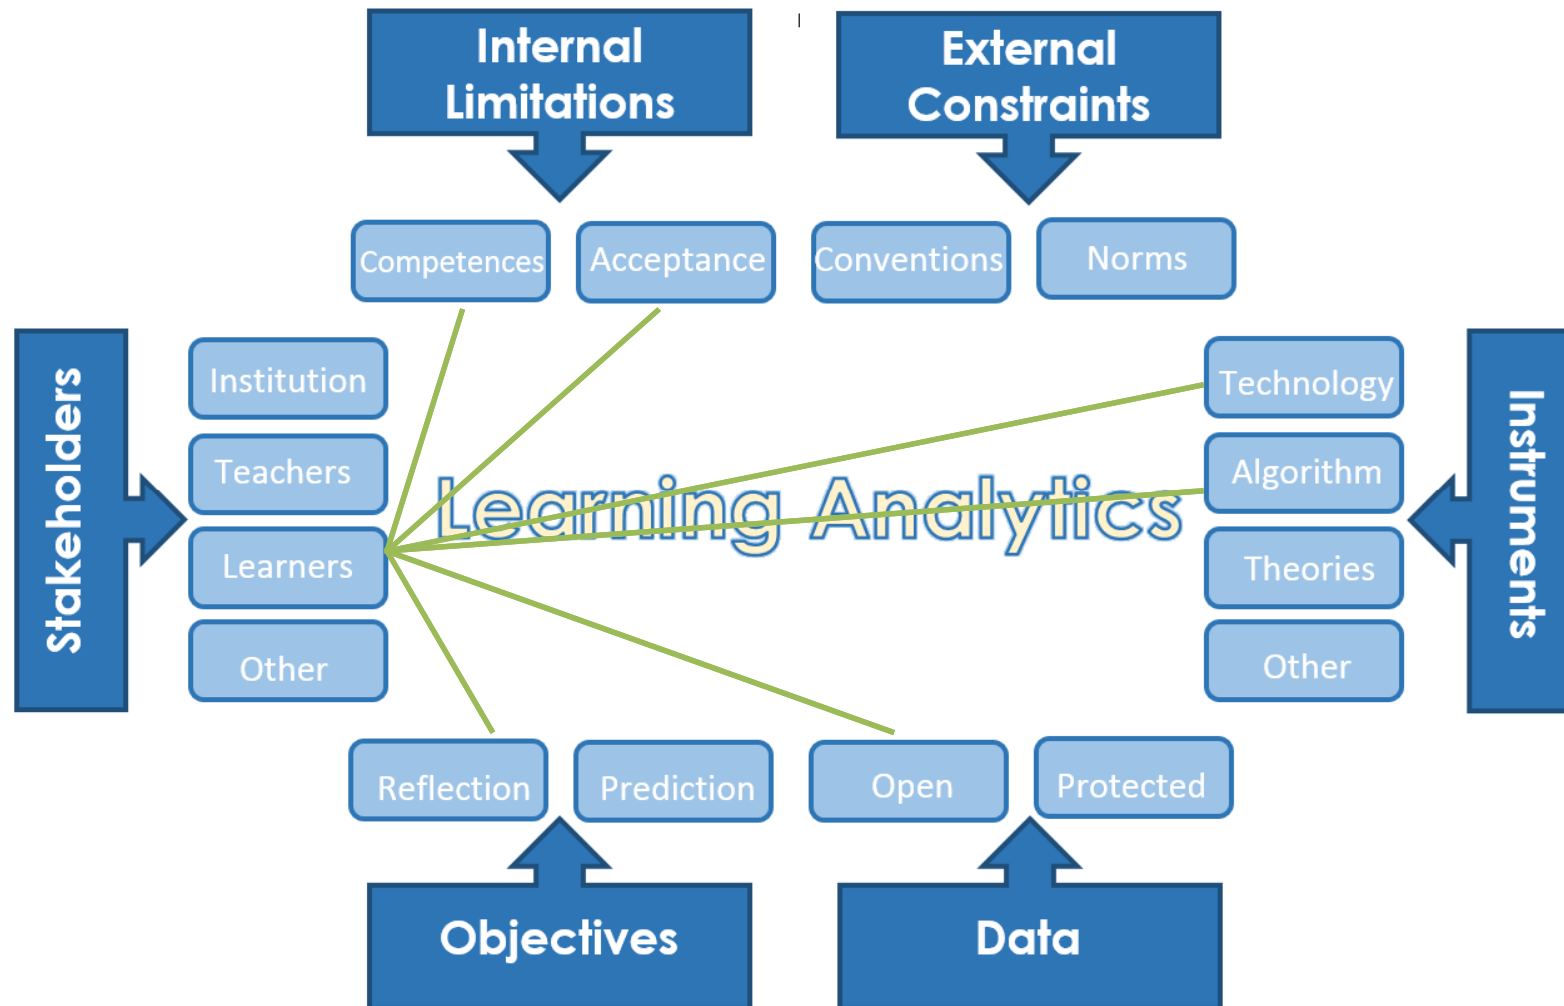 Internal
Limitations
External
Constraints
Competences
Acceptance
Conventions
Norms
Stakeholders
Institution
Teachers
Learners
Other
Learning Analytics
Technology
Algorithm
Theories
Other
Instruments
Reflection
Prediction
Open
Protected
Objectives
Data